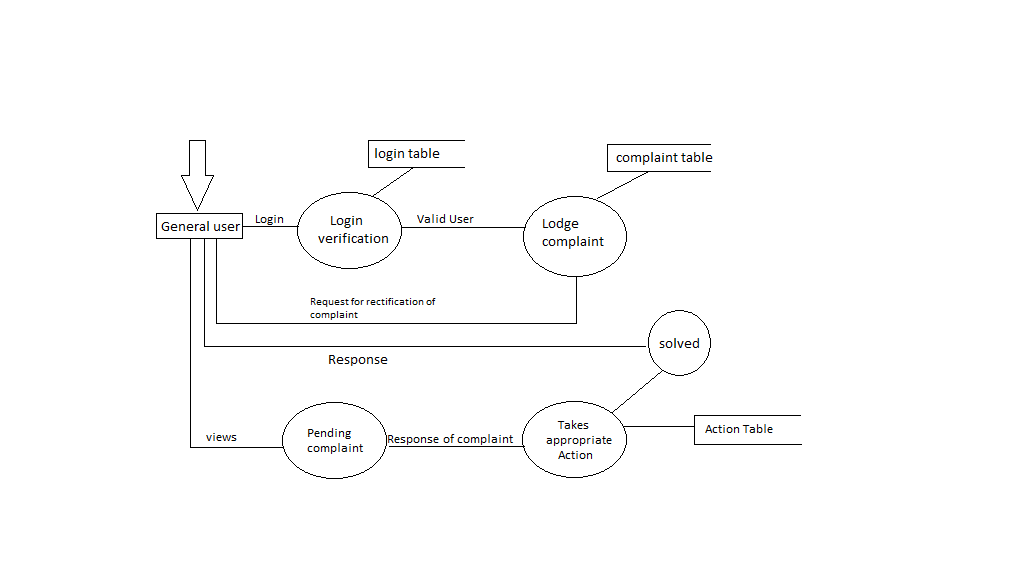 login table
complaint table
General user
Login
Login
verification
Valid User
Lodge
complaint
Request for rectification of
complaint
solved
Response
views
Pending
complaint
Response of complaint
Takes
appropriate
Action
Action Table